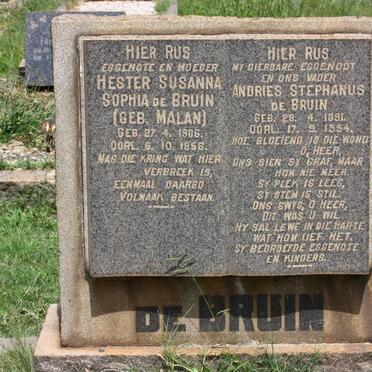 HIER RUS
EGGENOTE EN MOEDER
HESTER SUSANNA
SOPHIA DE BRUIN
(GEB. MALAN)
GEB. 27. 4. 1906.
OORL. 6. 10. 1956.
MAG DIE KRING WAT HIER
VERBREEK IS,
EENMAAL DAARBO
VOLMAAK BESTAAN.
HIER RUS
MY DIERBARE EGGENOOT
EN ONS VADER
ANDRIES STEPHANUS
DE BRUIN
GEB. 28. 4. 1891.
OORL. 17. 9. 1954.
HOE BLOEIEND IS DIE WOND
O, HEER,
ONS SIEN SY GRAF, MAAR
HOM NIE MEER.
SY PLEK IS LEEG,
SY STEM IS STIL.
ONS SWYG, O HEER,
DIT WAS U WIL.
HY SAL LEWE IN DIE HARTE
WAT HOM LIEF HET.
SY BEDROEFDE EGGENOTE
EN KINDERS.
DE BRUIN